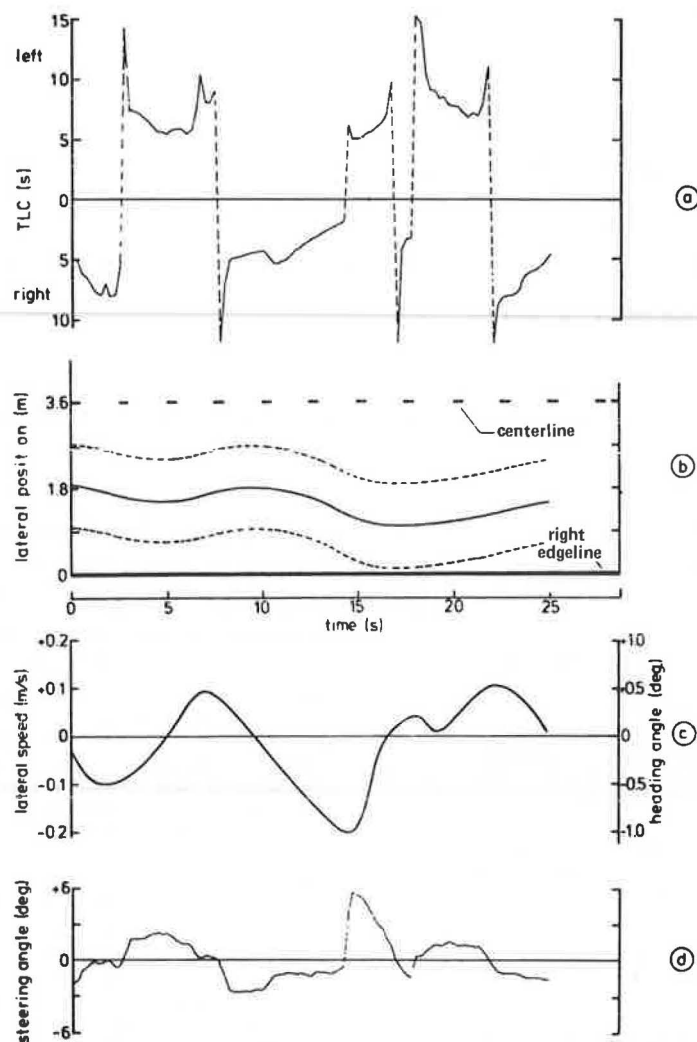 15
left
10
5
TLC (s)
0
a
5
right
10
lateral position (m)
3.6
centerline
b
1.8
right
edgeline
0
0 5 10 15 20 25
time (s)
lateral speed (m/s)
+0.2
+0.1
0
-0.1
-0.2
+1.0
+0.5
0
-0.5
-1.0
heading angle (deg)
c
steering angle (deg)
+6
0
-6
d